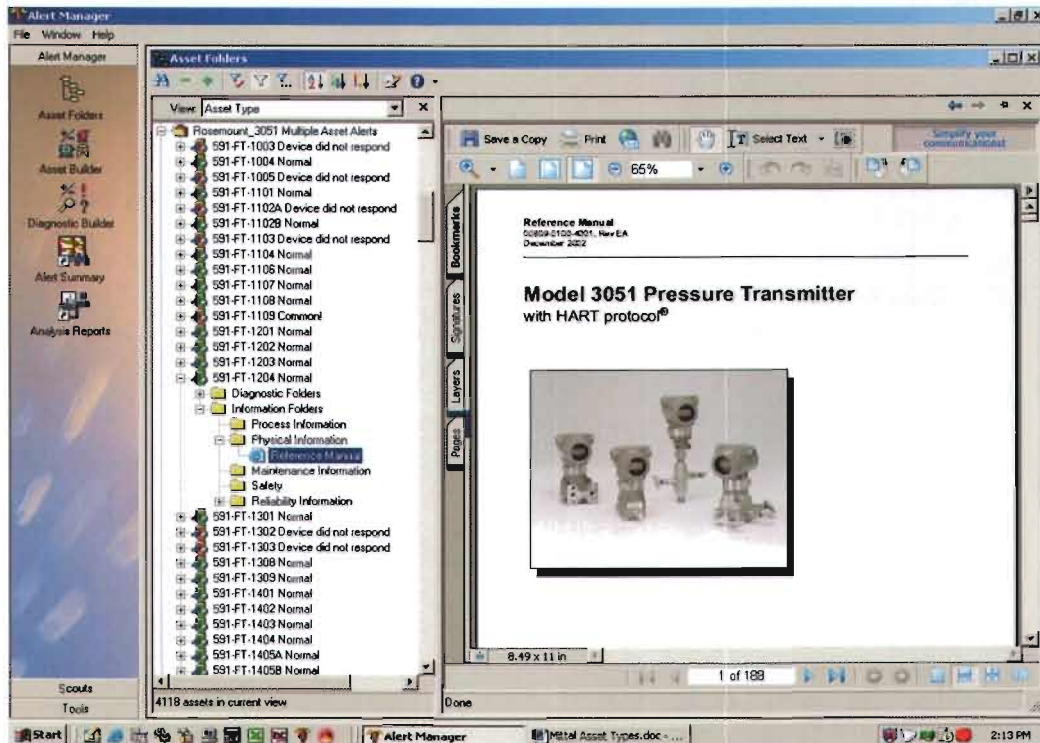 Alert Manager
File Window Help
Alert Manager
Asset Folders
Asset Builder
Diagnostic Builder
Alert Summary
Analysis Reports
Scouts
Tools
Asset Folders
View: Asset Type
Rosemount_3051 Multiple Asset Alerts
591-FT-1003 Device did not respond
591-FT-1004 Normal
591-FT-1005 Device did not respond
591-FT-1101 Normal
591-FT-1102A Device did not respond
591-FT-1102B Normal
591-FT-1103 Device did not respond
591-FT-1104 Normal
591-FT-1106 Normal
591-FT-1107 Normal
591-FT-1108 Normal
591-FT-1109 Common!
591-FT-1201 Normal
591-FT-1202 Normal
591-FT-1203 Normal
591-FT-1204 Normal
Diagnostic Folders
Information Folders
Process Information
Physical Information
Reference Manual
Maintenance Information
Safety
Reliability Information
591-FT-1301 Normal
591-FT-1302 Device did not respond
591-FT-1303 Device did not respond
591-FT-1308 Normal
591-FT-1309 Normal
591-FT-1401 Normal
591-FT-1402 Normal
591-FT-1403 Normal
591-FT-1404 Normal
591-FT-1405A Normal
591-FT-1405B Normal
4118 assets in current view
Save a Copy Print Select Text
Simplify your
communications!
65%
Bookmarks
Signatures
Layers
Pages
Reference Manual
00809-0100-4001, Rev EA
December 2002
Model 3051 Pressure Transmitter
with HART protocol®
8.49 x 11 in
1 of 188
Done
Start
Alert Manager
Mittal Asset Types.doc - ...
2:13 PM